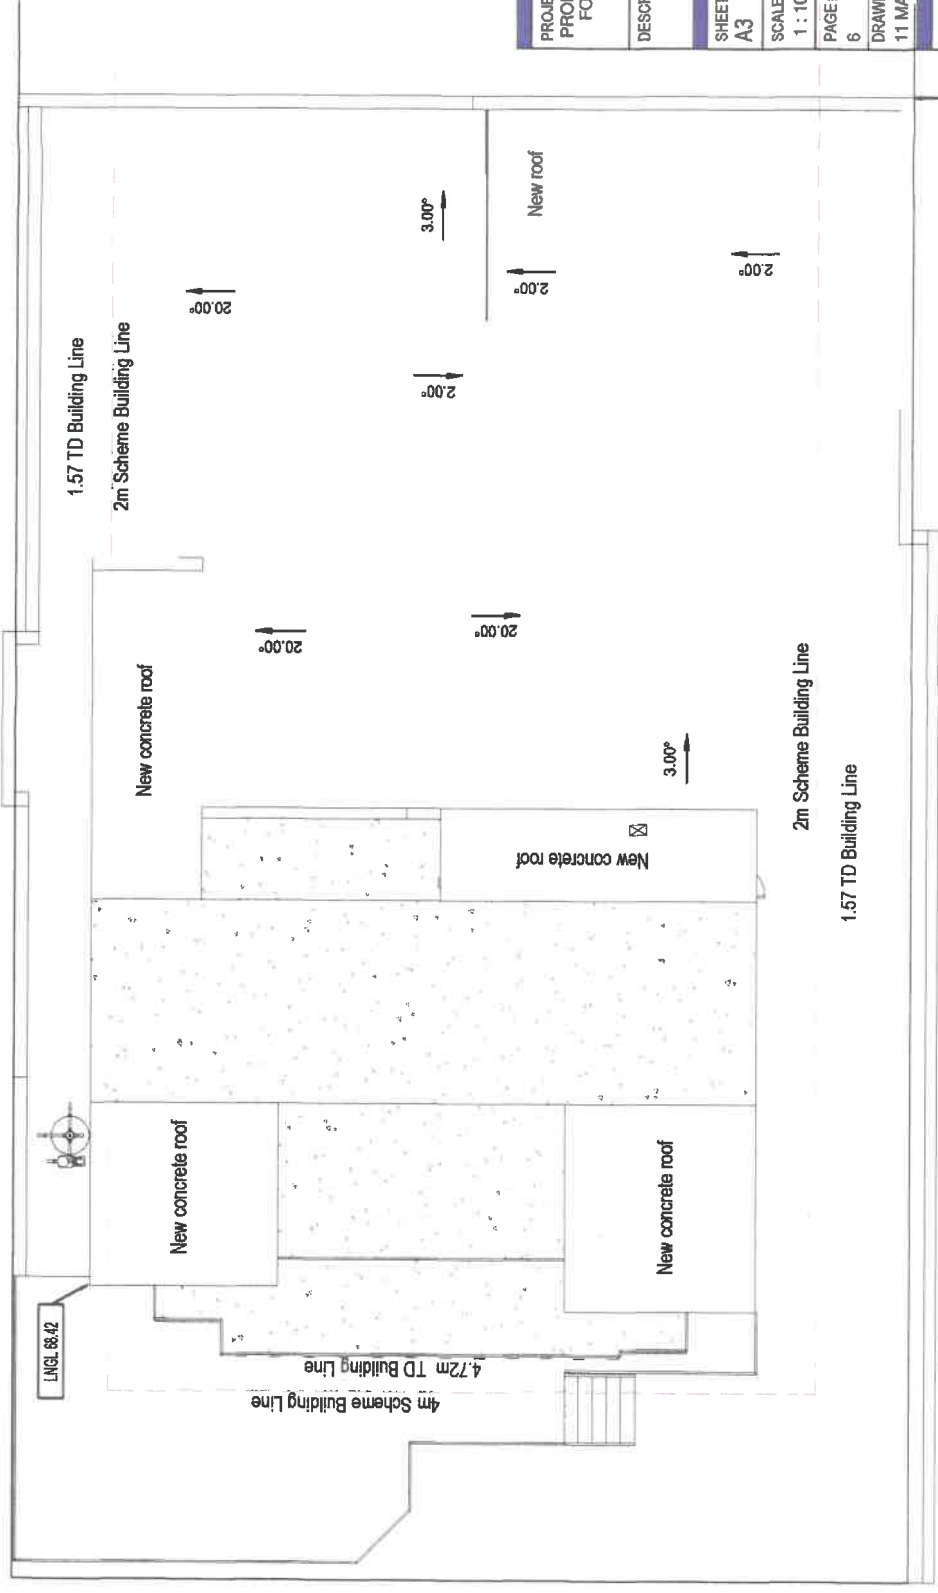 PROJE
PROP
FO
DESCR
SHEET
A3
SCALE
1 : 10
PAGE
6
DRAWI
11 MA
1.57 TD Building Line
2m Scheme Building Line
20.00°
3.00°
New roof
2.00°
2.00°
2.00°
New concrete roof
20.00°
20.00°
3.00°
2m Scheme Building Line
1.57 TD Building Line
New concrete roof
New concrete roof
New concrete roof
LNGL 68.42
4.72m TD Building Line
4m Scheme Building Line